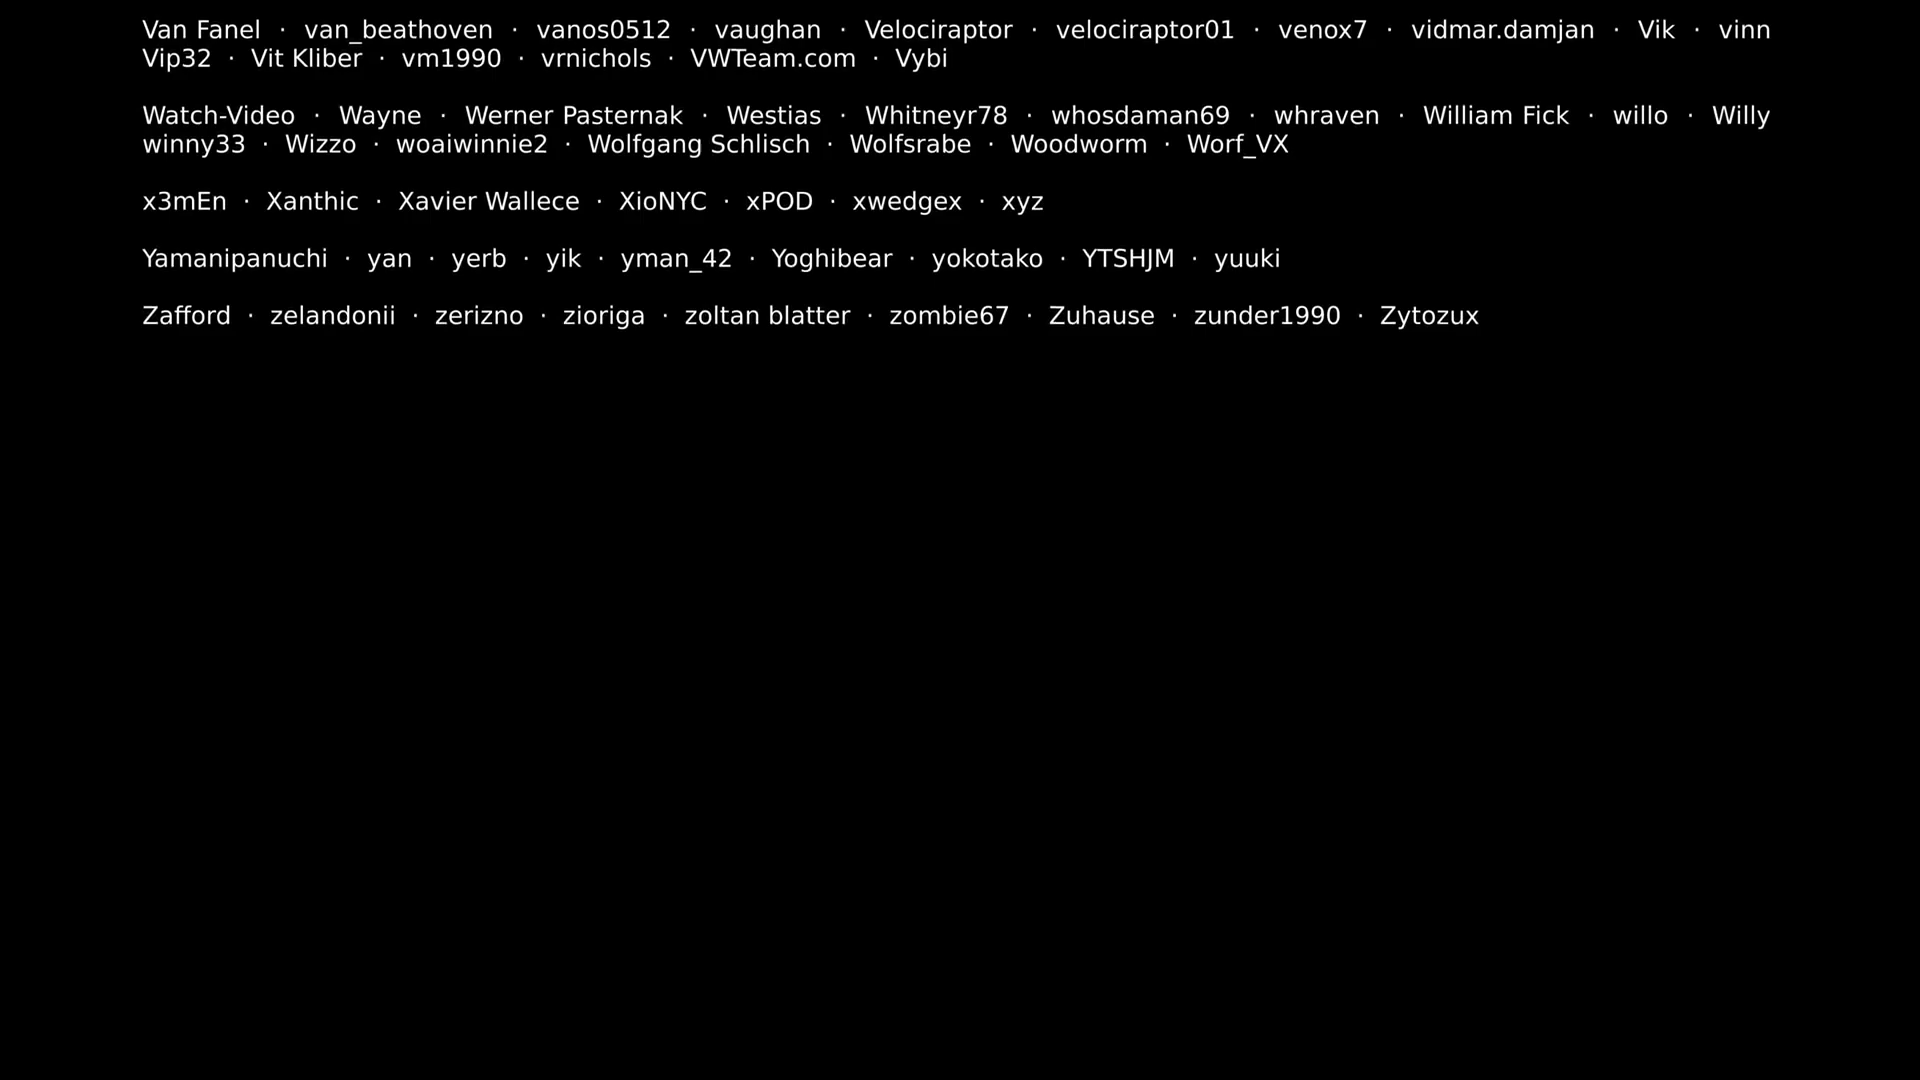 Van Fanel · van_beathoven · vanos0512 · vaughan · Velociraptor · velociraptor01 · venox7 · vidmar.damjan · Vik · vinn
Vip32 · Vit Kliber · vm1990 · vrnichols · VWTeam.com · Vybi
Watch-Video · Wayne · Werner Pasternak · Westias · Whitneyr78 · whosdaman69 · whraven · William Fick · willo · Willy
winny33 · Wizzo · woaiwinnie2 · Wolfgang Schlisch · Wolfsrabe · Woodworm · Worf_VX
x3mEn · Xanthic · Xavier Wallece · XioNYC · xPOD · xwedgex · xyz
Yamanipanuchi · yan · yerb · yik · yman_42 · Yoghibear · yokotako · YTSHJM · yuuki
Zafford · zelandonii · zerizno · zioriga · zoltan blatter · zombie67 · Zuhause · zunder1990 · Zytozux